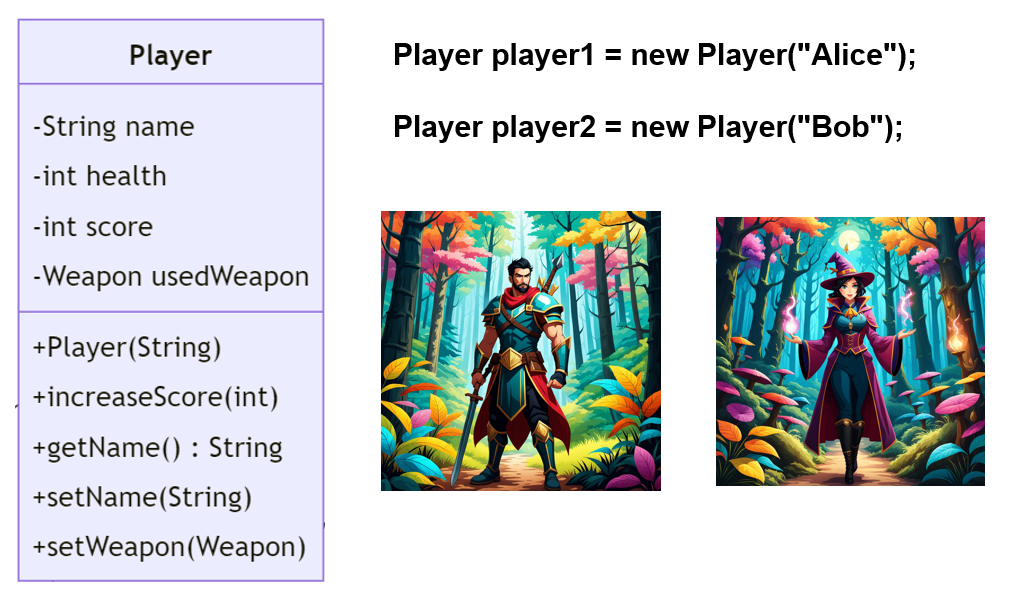 Player
-String name
-int health
-int score
-Weapon usedWeapon
+Player(String)
+increaseScore(int)
+getName() : String
+setName(String)
+setWeapon(Weapon)
Player player1 = new Player("Alice");
Player player2 = new Player("Bob");